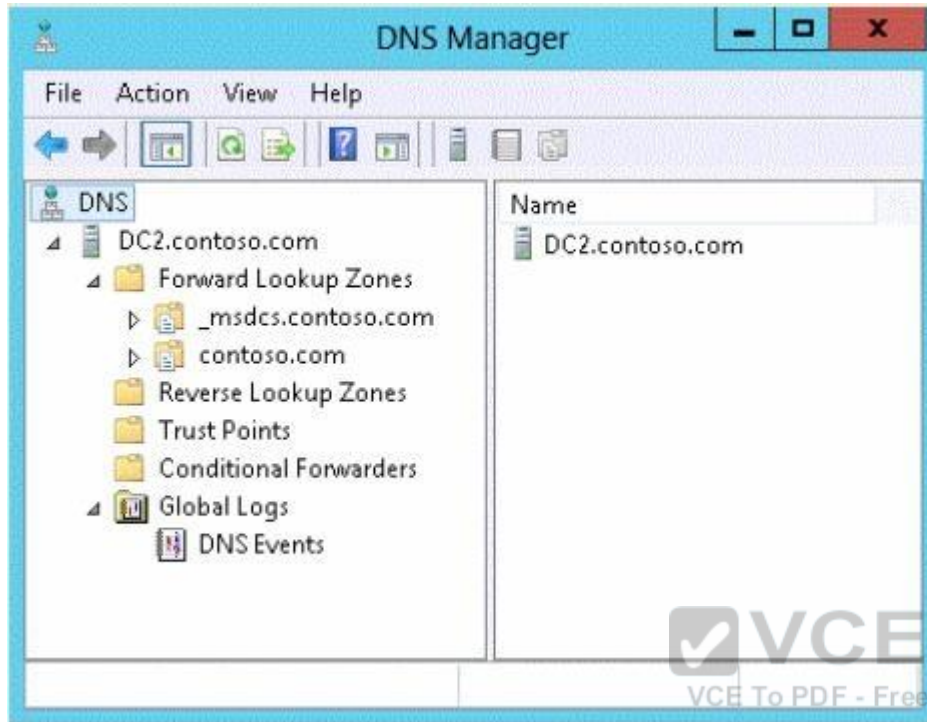 DNS Manager
File Action View Help
DNS
DC2.contoso.com
Forward Lookup Zones
_msdcs.contoso.com
contoso.com
Reverse Lookup Zones
Trust Points
Conditional Forwarders
Global Logs
DNS Events
Name
DC2.contoso.com
VCE
VCE To PDF - Free